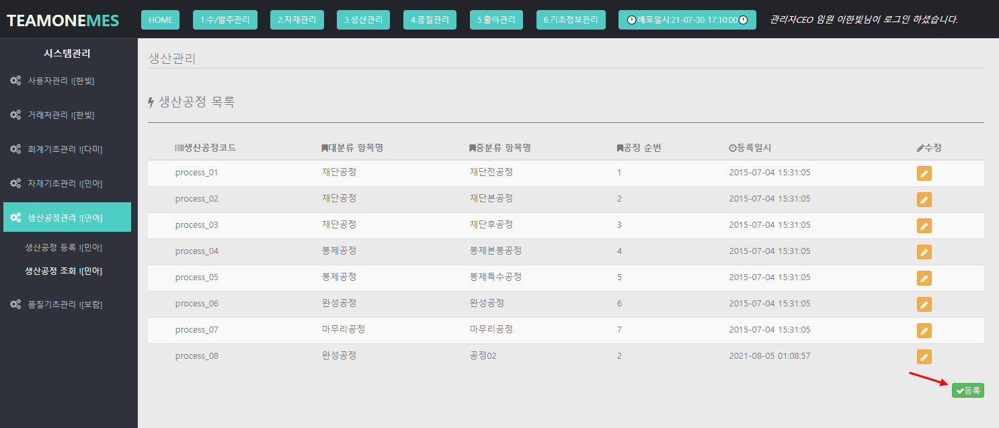 TEAMONEMES HOME 1.수/발주관리 2.자재관리 3.생산관리 4.품질관리 5.출하관리 6.기초정보관리 배포일시:21-07-30 17:10:00 관리자CEO 임원 이한빛님이 로그인 하셨습니다.
시스템관리
사용자관리 ![한빛]
거래처관리 ![한빛]
회계기초관리 ![다미]
자재기초관리 ![민아]
생산공정관리 ![민아]
생산공정 등록 ![민아]
생산공정 조회 ![민아]
품질기초관리 ![보람]
생산관리
생산공정 목록
생산공정코드 대분류 항목명 중분류 항목명 공정 순번 등록일시 수정
process_01 재단공정 재단전공정 1 2015-07-04 15:31:05
process_02 재단공정 재단본공정 2 2015-07-04 15:31:05
process_03 재단공정 재단후공정 3 2015-07-04 15:31:05
process_04 봉제공정 봉제본봉공정 4 2015-07-04 15:31:05
process_05 봉제공정 봉제특수공정 5 2015-07-04 15:31:05
process_06 완성공정 완성공정 6 2015-07-04 15:31:05
process_07 마무리공정 마무리공정 7 2015-07-04 15:31:05
process_08 완성공정 공정02 2 2021-08-05 01:08:57
등록